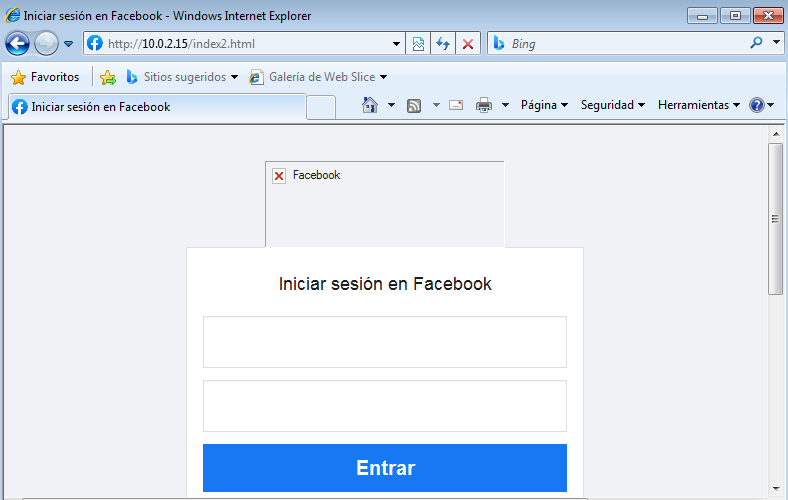 Iniciar sesión en Facebook - Windows Internet Explorer
http://10.0.2.15/index2.html
Bing
Favoritos
Sitios sugeridos
Galería de Web Slice
Iniciar sesión en Facebook
Página
Seguridad
Herramientas
Facebook
Iniciar sesión en Facebook
Entrar